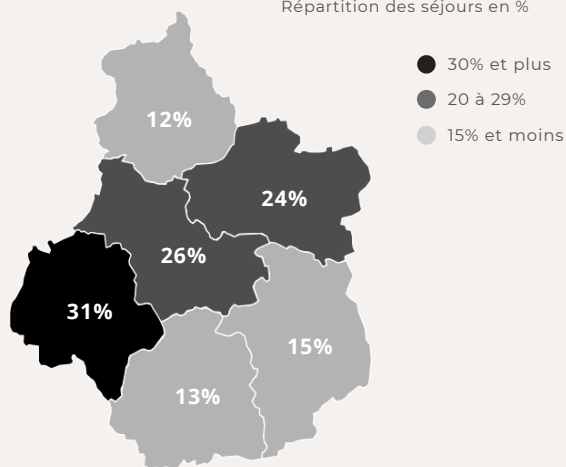 Répartition des séjours en %
30% et plus
20 à 29%
15% et moins
12%
24%
26%
31%
15%
13%